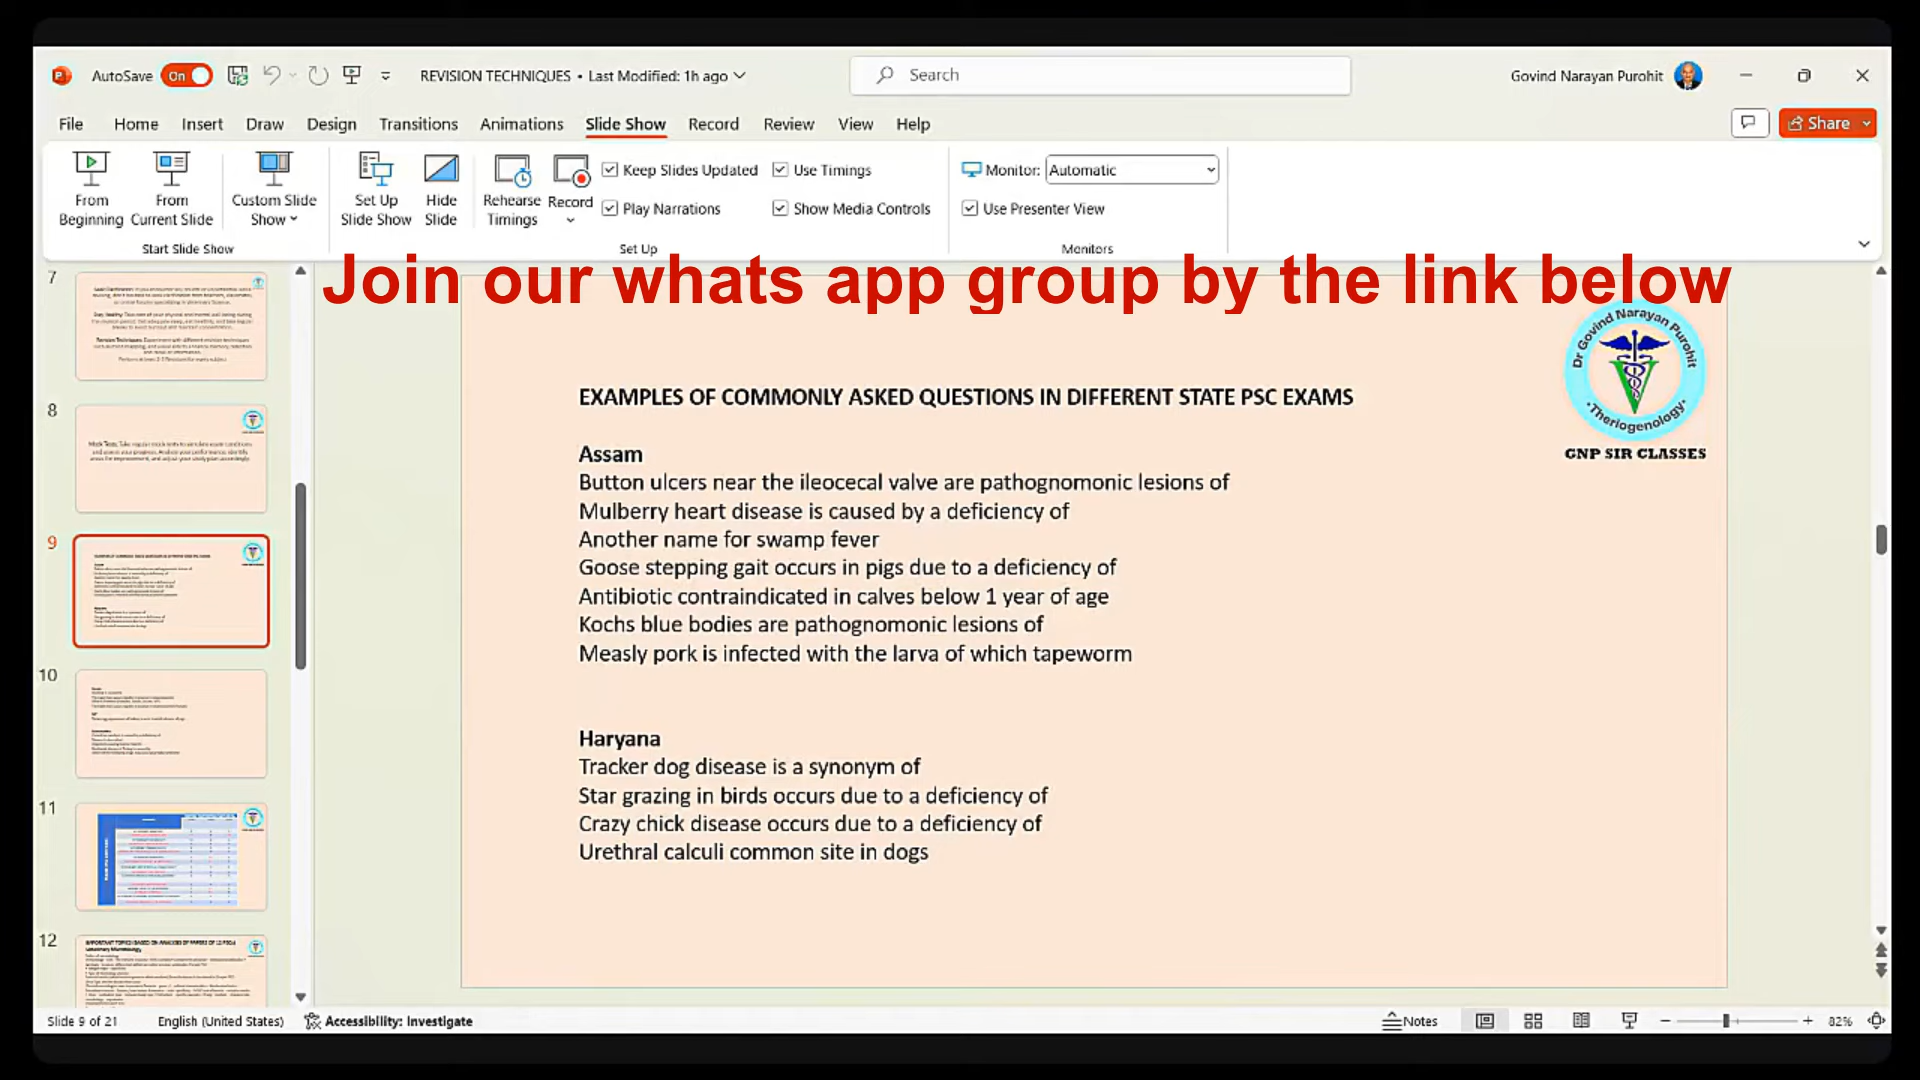 AutoSave On REVISION TECHNIQUES • Last Modified: 1h ago Search Govind Narayan Purohit
File Home Insert Draw Design Transitions Animations Slide Show Record Review View Help Share
From Beginning
From Current Slide
Custom Slide Show
Set Up Slide Show
Hide Slide
Rehearse Timings
Record
Keep Slides Updated
Use Timings
Play Narrations
Show Media Controls
Monitor: Automatic
Use Presenter View
Start Slide Show
Set Up
Monitors
Join our whats app group by the link below
Dr Govind Narayan Purohit
•Theriogenology•
GNP SIR CLASSES
EXAMPLES OF COMMONLY ASKED QUESTIONS IN DIFFERENT STATE PSC EXAMS
Assam
Button ulcers near the ileocecal valve are pathognomonic lesions of
Mulberry heart disease is caused by a deficiency of
Another name for swamp fever
Goose stepping gait occurs in pigs due to a deficiency of
Antibiotic contraindicated in calves below 1 year of age
Kochs blue bodies are pathognomonic lesions of
Measly pork is infected with the larva of which tapeworm
Haryana
Tracker dog disease is a synonym of
Star grazing in birds occurs due to a deficiency of
Crazy chick disease occurs due to a deficiency of
Urethral calculi common site in dogs
7
8
9
10
11
12
Slide 9 of 21 English (United States) Accessibility: Investigate Notes 82%